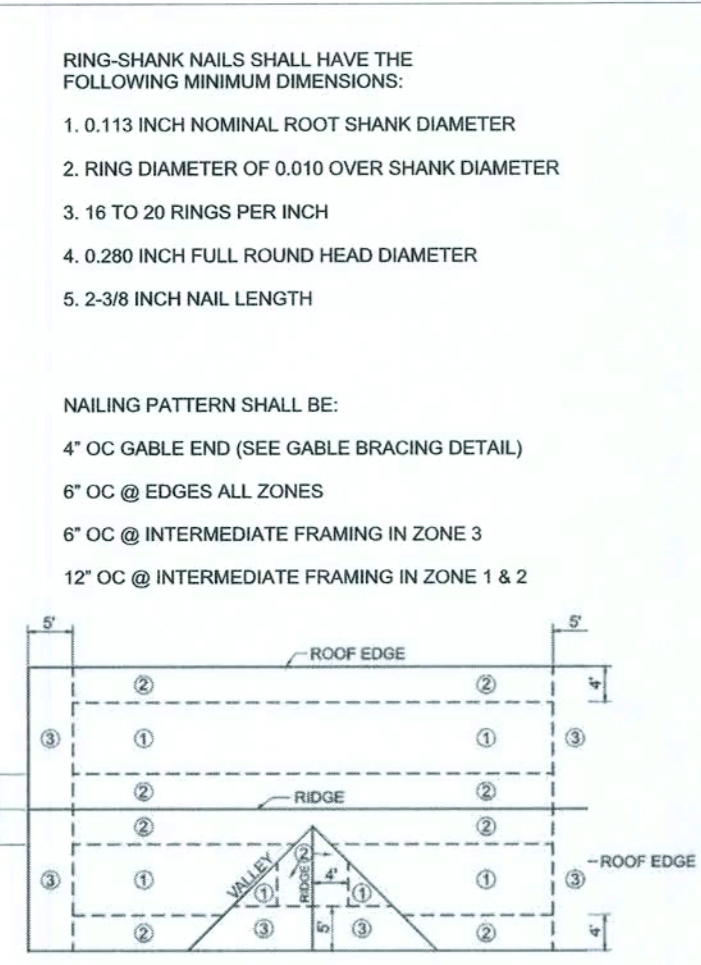 RING-SHANK NAILS SHALL HAVE THE
FOLLOWING MINIMUM DIMENSIONS:
1. 0.113 INCH NOMINAL ROOT SHANK DIAMETER
2. RING DIAMETER OF 0.010 OVER SHANK DIAMETER
3. 16 TO 20 RINGS PER INCH
4. 0.280 INCH FULL ROUND HEAD DIAMETER
5. 2-3/8 INCH NAIL LENGTH
NAILING PATTERN SHALL BE:
4" OC GABLE END (SEE GABLE BRACING DETAIL)
6" OC @ EDGES ALL ZONES
6" OC @ INTERMEDIATE FRAMING IN ZONE 3
12" OC @ INTERMEDIATE FRAMING IN ZONE 1 & 2
5' 5'
ROOF EDGE
2 2 4'
3 1 1 3
2 2
RIDGE
2 2
2
3 1 VALLEY 1 RIDGE 4' 1 1 3 ROOF EDGE
2 3 5' 3 2 4'